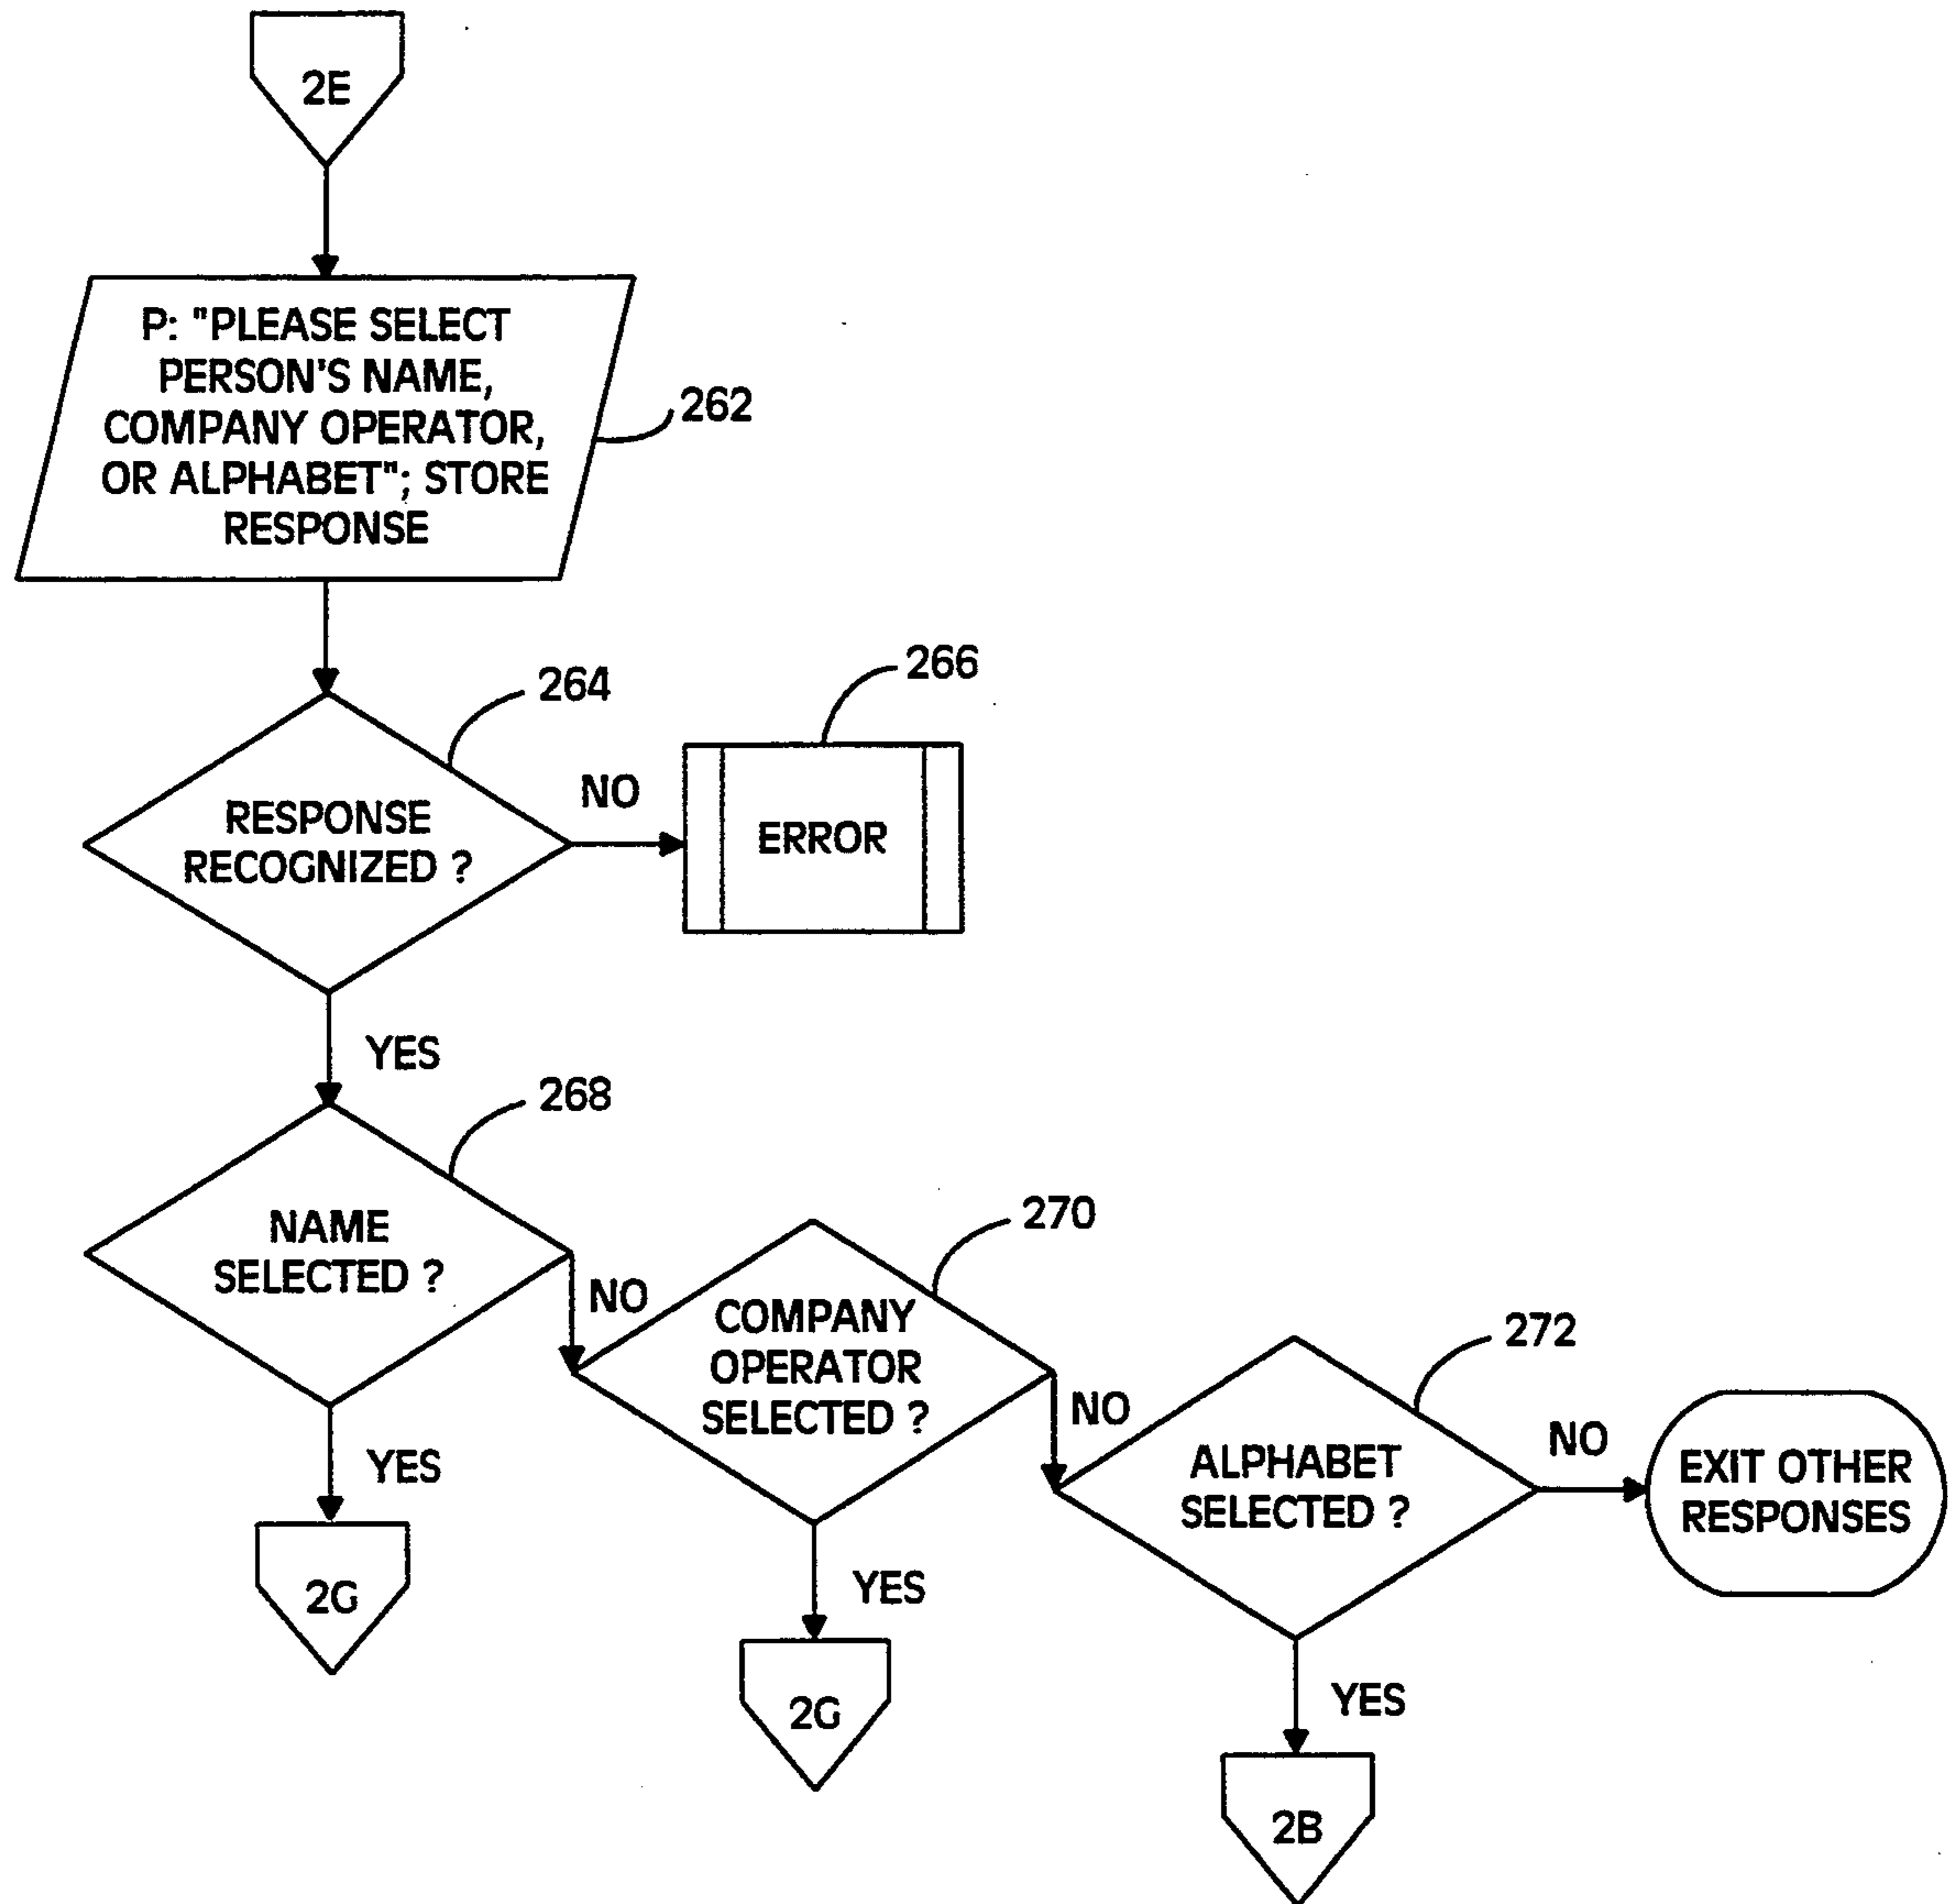 2E
P: "PLEASE SELECT
PERSON'S NAME,
COMPANY OPERATOR,
OR ALPHABET"; STORE
RESPONSE
262
264
RESPONSE
RECOGNIZED ?
NO
266
ERROR
YES
268
NAME
SELECTED ?
NO
270
COMPANY
OPERATOR
SELECTED ?
NO
272
ALPHABET
SELECTED ?
NO
EXIT OTHER
RESPONSES
YES
2G
YES
2G
YES
2B